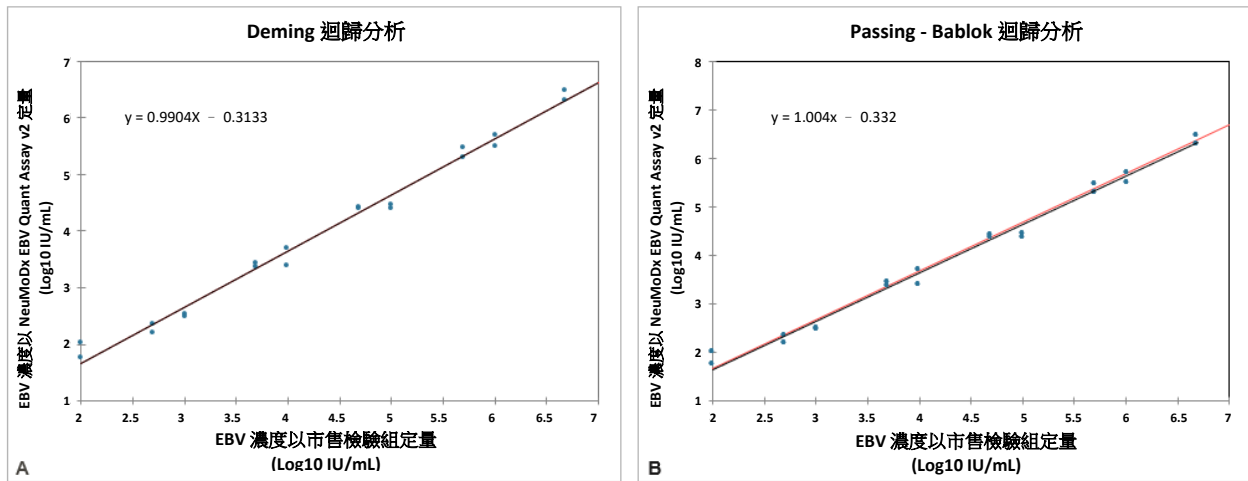 Deming 迴歸分析
7
6
5
4
3
2
1
y = 0.9904X － 0.3133
EBV 濃度以 NeuMoDx EBV Quant Assay v2 定量
(Log10 IU/mL)
2 2.5 3 3.5 4 4.5 5 5.5 6 6.5 7
EBV 濃度以市售檢驗組定量
(Log10 IU/mL)
A
Passing - Bablok 迴歸分析
8
7
6
5
4
3
2
1
y = 1.004x － 0.332
EBV 濃度以 NeuMoDx EBV Quant Assay v2 定量
(Log10 IU/mL)
2 2.5 3 3.5 4 4.5 5 5.5 6 6.5 7
EBV 濃度以市售檢驗組定量
(Log10 IU/mL)
B